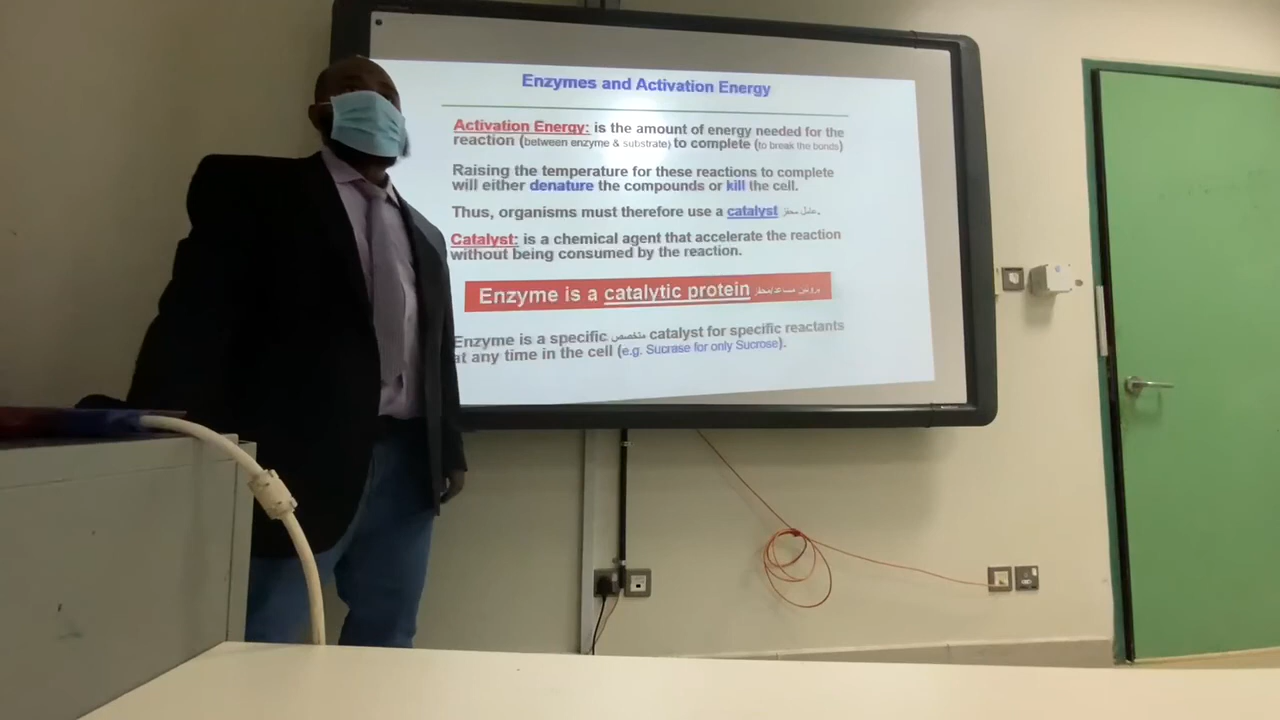 Enzymes and Activation Energy
Activation Energy: is the amount of energy needed for the
reaction (between enzyme & substrate) to complete (to break the bonds)
Raising the temperature for these reactions to complete
will either denature the compounds or kill the cell.
Thus, organisms must therefore use a catalyst عامل محفز.
Catalyst: is a chemical agent that accelerate the reaction
without being consumed by the reaction.
Enzyme is a catalytic protein بروتين مساعد/محفز
Enzyme is a specific متخصص catalyst for specific reactants
at any time in the cell (e.g. Sucrase for only Sucrose).